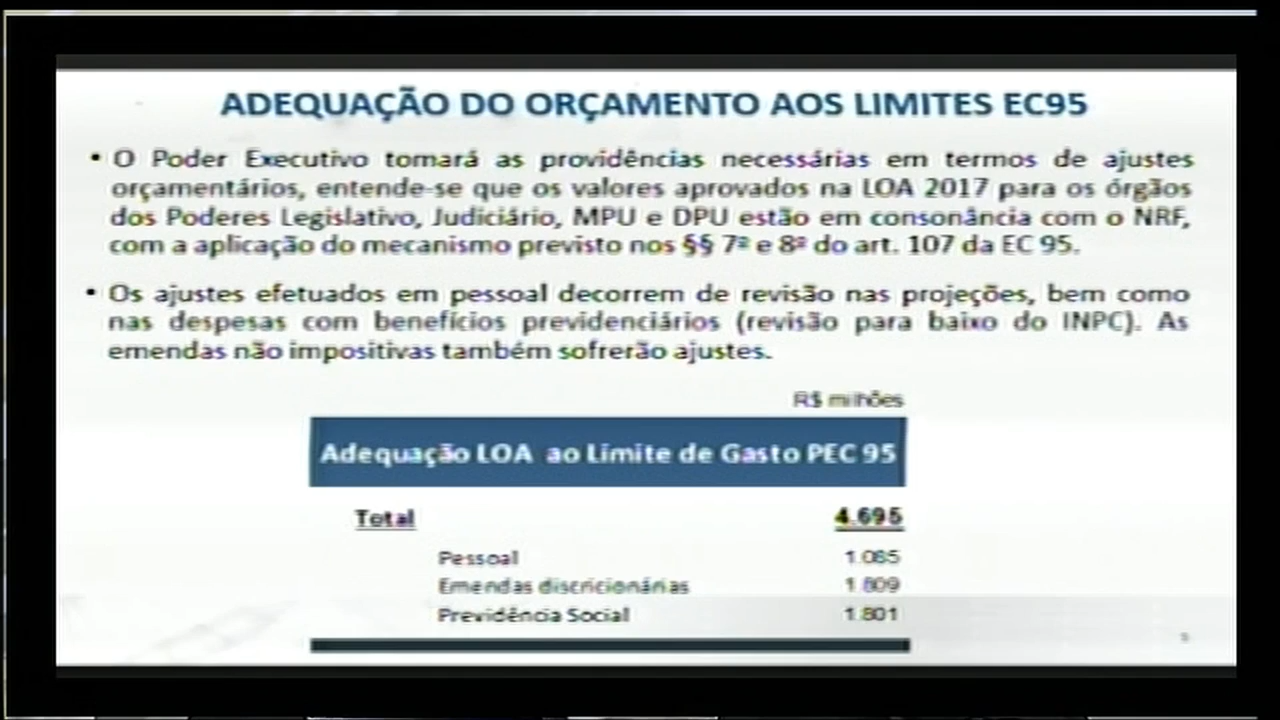 ADEQUAÇÃO DO ORÇAMENTO AOS LIMITES EC95
• O Poder Executivo tomará as providências necessárias em termos de ajustes
orçamentários, entende-se que os valores aprovados na LOA 2017 para os órgãos
dos Poderes Legislativo, Judiciário, MPU e DPU estão em consonância com o NRF,
com a aplicação do mecanismo previsto nos §§ 7º e 8º do art. 107 da EC 95.
• Os ajustes efetuados em pessoal decorrem de revisão nas projeções, bem como
nas despesas com benefícios previdenciários (revisão para baixo do INPC). As
emendas não impositivas também sofrerão ajustes.
R$ milhões
Adequação LOA ao Limite de Gasto PEC 95
Total 4.695
Pessoal 1.085
Emendas discricionárias 1.809
Previdência Social 1.801